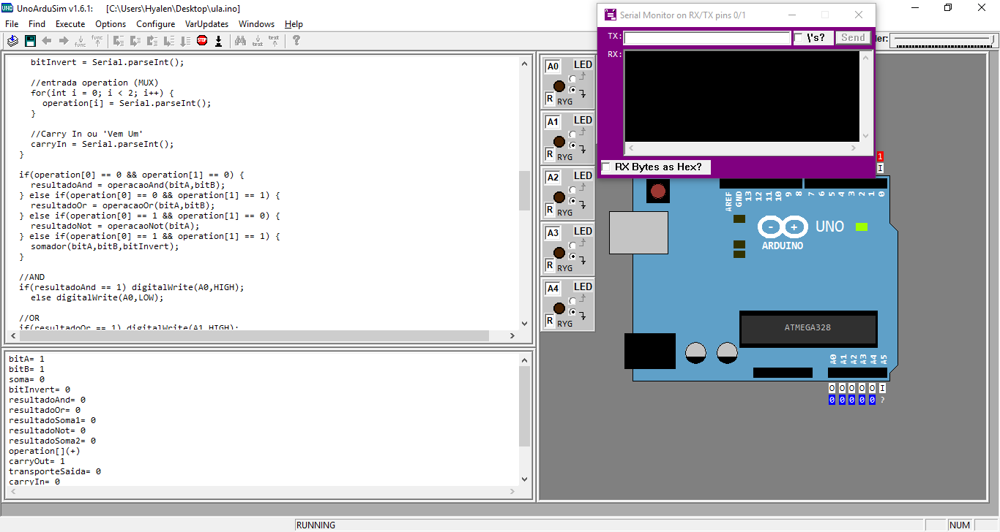 UnoArduSim v1.6.1: [C:\Users\Hyalen\Desktop\ula.ino]
File Find Execute Options Configure VarUpdates Windows Help
bitInvert = Serial.parseInt();
//entrada operation (MUX)
for(int i = 0; i < 2; i++) {
operation[i] = Serial.parseInt();
}
//Carry In ou 'Vem Um'
carryIn = Serial.parseInt();
}
if(operation[0] == 0 && operation[1] == 0) {
resultadoAnd = operacaoAnd(bitA,bitB);
} else if(operation[0] == 0 && operation[1] == 1) {
resultadoOr = operacaoOr(bitA,bitB);
} else if(operation[0] == 1 && operation[1] == 0) {
resultadoNot = operacaoNot(bitA);
} else if(operation[0] == 1 && operation[1] == 1) {
somador(bitA,bitB,bitInvert);
}
//AND
if(resultadoAnd == 1) digitalWrite(A0,HIGH);
else digitalWrite(A0,LOW);
//OR
if(resultadoOr == 1) digitalWrite(A1,HIGH);
bitA= 1
bitB= 1
soma= 0
bitInvert= 0
resultadoAnd= 0
resultadoOr= 0
resultadoSoma1= 0
resultadoNot= 0
resultadoSoma2= 0
operation[](+)
carryOut= 1
transporteSaida= 0
carryIn= 0
A0 LED
R RYG
A1 LED
R RYG
A2 LED
R RYG
A3 LED
R RYG
A4 LED
R RYG
Serial Monitor on RX/TX pins 0/1
TX: \'s? Send
RX:
RX Bytes as Hex?
er:
1
I
AREF GND 13 12 11 10 9 8 7 6 5 4 3 2 1 0
UNO
ARDUINO
ATMEGA328
A0 A1 A2 A3 A4 A5
O O O O O I
0 0 0 0 0 ?
RUNNING
NUM